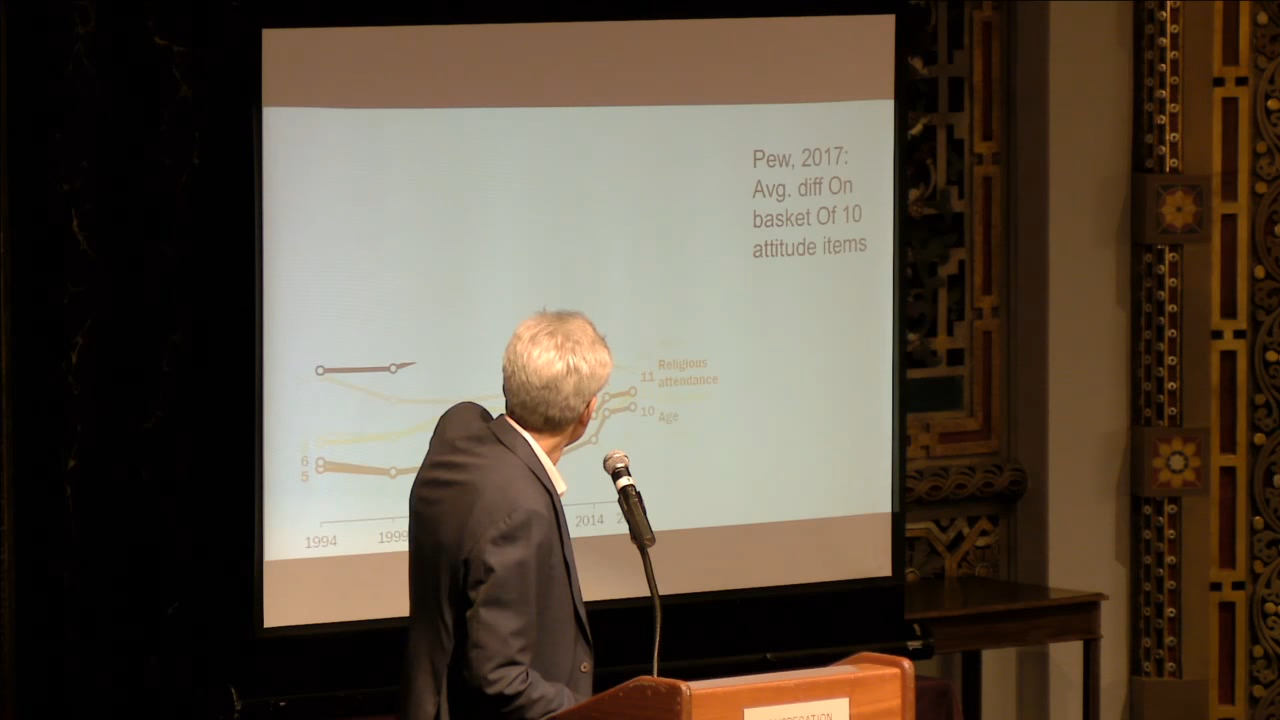 Pew, 2017:
Avg. diff On
basket Of 10
attitude items
11 Religious
attendance
10 Age
6
5
1994
1999
2014